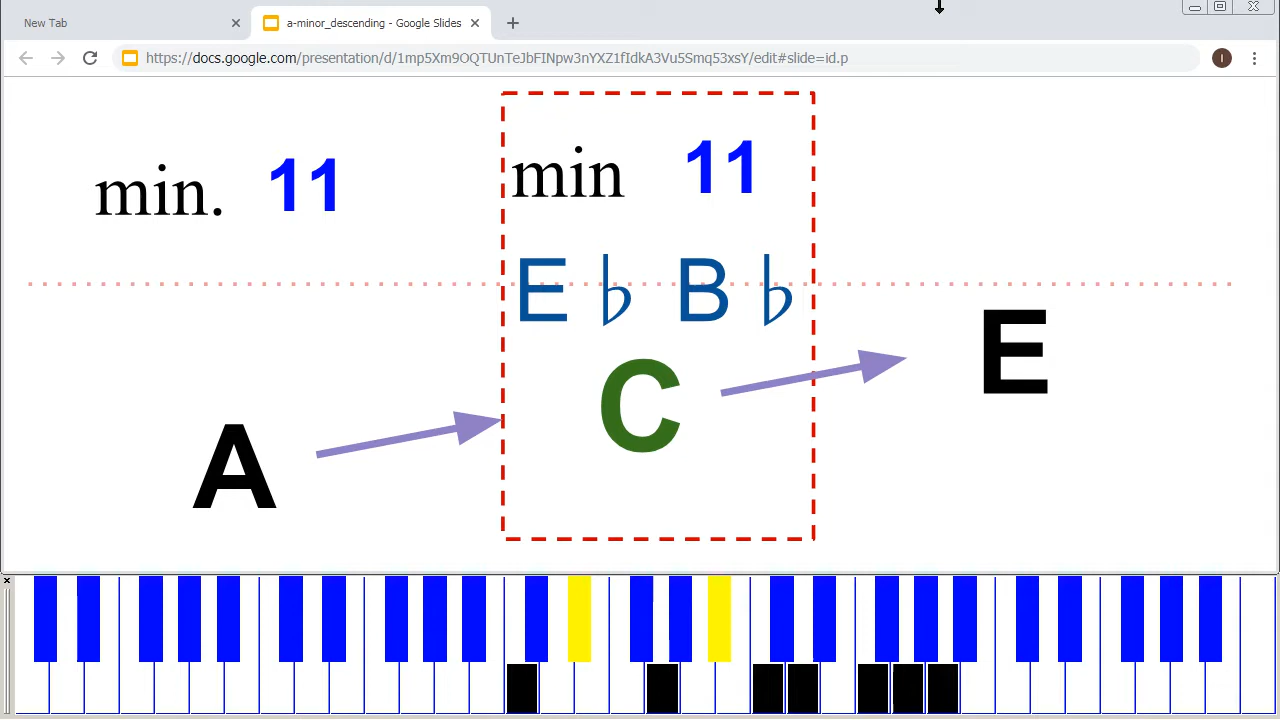 New Tab
a-minor_descending - Google Slides
https://docs.google.com/presentation/d/1mp5Xm9OQTUnTeJbFINpw3nYXZ1fIdkA3Vu5Smq53xsY/edit#slide=id.p
I
min. 11
min 11
E ♭ B ♭
C
A
E